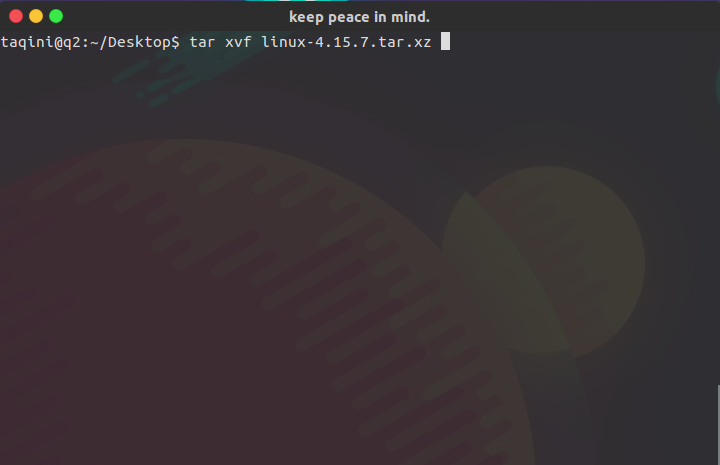 keep peace in mind.
taqini@q2:~/Desktop$ tar xvf linux-4.15.7.tar.xz